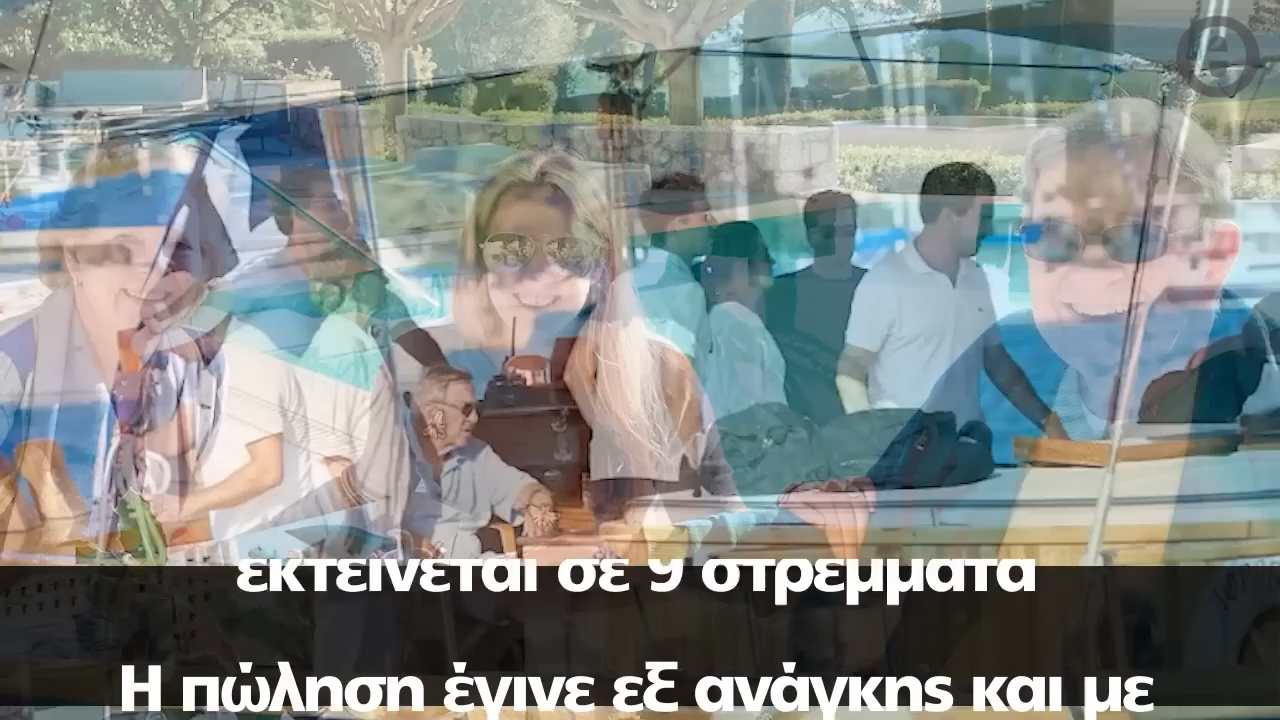 εκτείνεται σε 9 στρέμματα
Η πώληση έγινε εξ ανάγκης και με